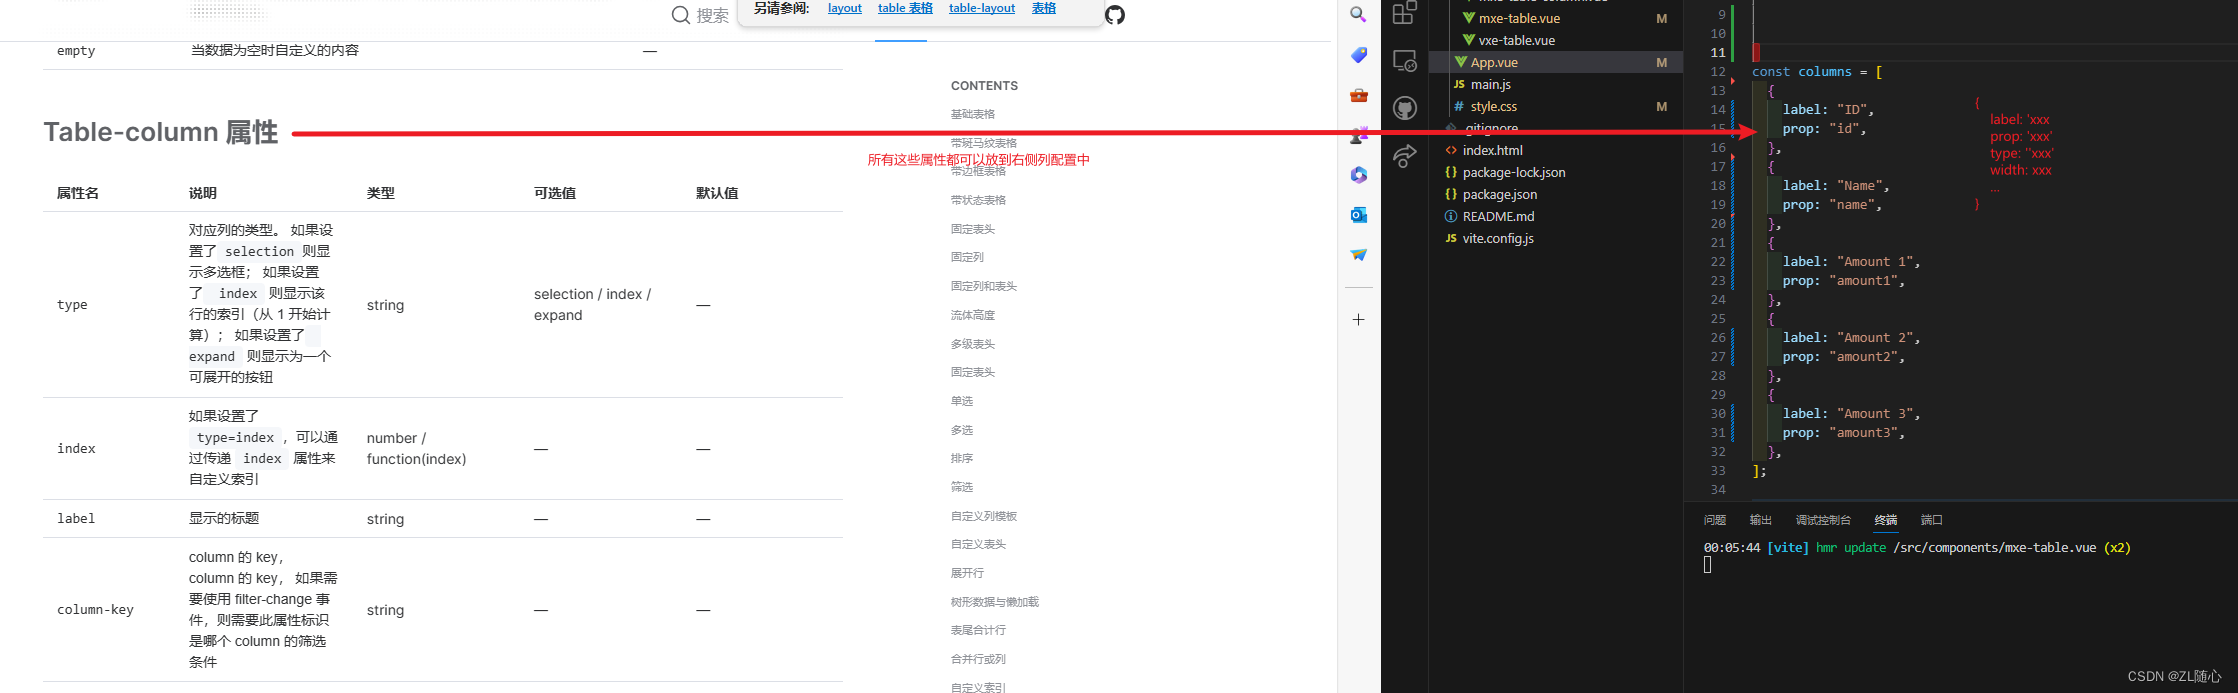 搜索
另请参阅: layout table 表格 table-layout 表格
empty 当数据为空时自定义的内容 —
Table-column 属性
属性名 说明 类型 可选值 默认值
type
对应列的类型。 如果设
置了 selection 则显
示多选框； 如果设置
了 index 则显示该
行的索引（从 1 开始计
算）； 如果设置了
expand 则显示为一个
可展开的按钮
string
selection / index /
expand
—
index
如果设置了
type=index ，可以通
过传递 index 属性来
自定义索引
number /
function(index)
— —
label 显示的标题 string — —
column-key
column 的 key，
column 的 key， 如果需
要使用 filter-change 事
件，则需要此属性标识
是哪个 column 的筛选
条件
string — —
CONTENTS
基础表格
带斑马纹表格
所有这些属性都可以放到右侧列配置中
带边框表格
带状态表格
固定表头
固定列
固定列和表头
流体高度
多级表头
固定表头
单选
多选
排序
筛选
自定义列模板
自定义表头
展开行
树形数据与懒加载
表尾合计行
合并行或列
自定义索引
mxe-table-column.vue
mxe-table.vue M
vxe-table.vue
App.vue M
JS main.js
# style.css M
.gitignore
<> index.html
{} package-lock.json
{} package.json
README.md
JS vite.config.js
9
10
11
12 const columns = [
13 {
14 label: "ID",
15 prop: "id",
16 },
17 {
18 label: "Name",
19 prop: "name",
20 },
21 {
22 label: "Amount 1",
23 prop: "amount1",
24 },
25 {
26 label: "Amount 2",
27 prop: "amount2",
28 },
29 {
30 label: "Amount 3",
31 prop: "amount3",
32 },
33 ];
34
{
label: 'xxx
prop: 'xxx'
type: ''xxx'
width: xxx
...
}
问题 输出 调试控制台 终端 端口
00:05:44 [vite] hmr update /src/components/mxe-table.vue (x2)
CSDN @ZL随心